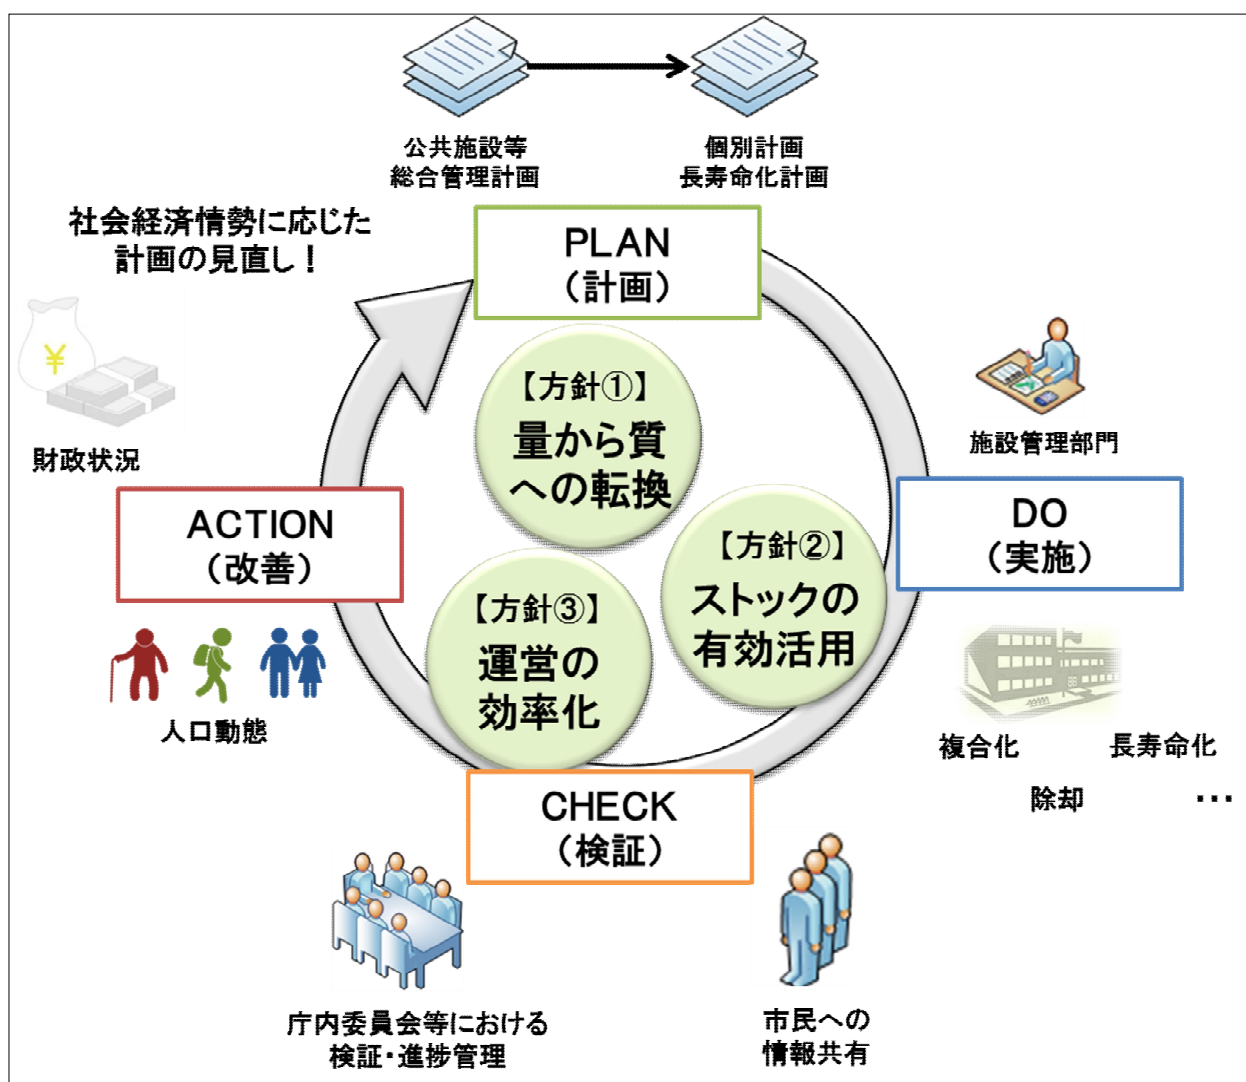 公共施設等
総合管理計画
個別計画
長寿命化計画
社会経済情勢に応じた
計画の見直し！
PLAN
（計画）
¥
財政状況
【方針①】
量から質
への転換
施設管理部門
ACTION
（改善）
DO
（実施）
【方針②】
ストックの
有効活用
【方針③】
運営の
効率化
人口動態
複合化
長寿命化
除却
･･･
CHECK
（検証）
庁内委員会等における
検証・進捗管理
市民への
情報共有